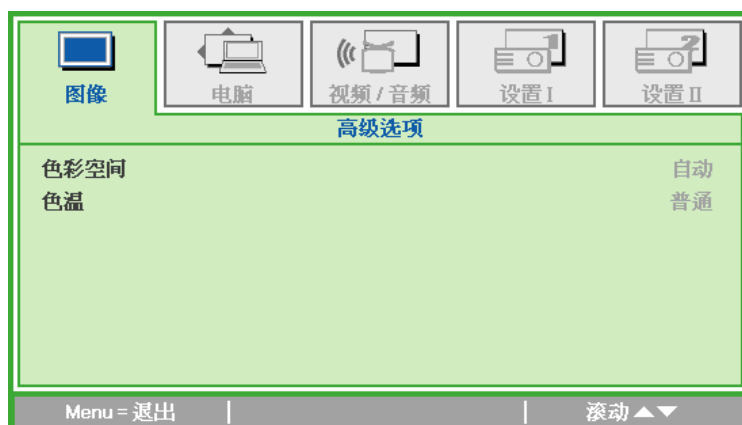 图像 电脑 视频 / 音频 设置 I 设置 II
高级选项
色彩空间 自动
色温 普通
Menu = 退出 滚动▲▼